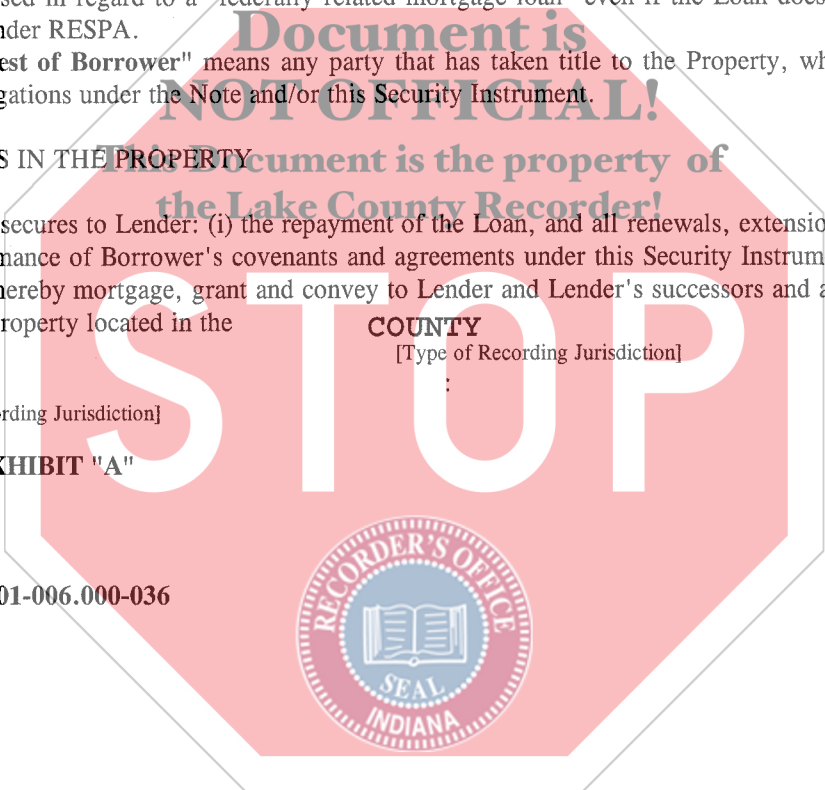 sed in regard to a "federally related mortgage loan" even if the Loan does
nder RESPA.
Document is
est of Borrower" means any party that has taken title to the Property, wh
gations under the Note and/or this Security Instrument.
NOT OFFICIAL!
S IN THE PROPERTY
This Document is the property of
the Lake County Recorder!
secures to Lender: (i) the repayment of the Loan, and all renewals, extensio
mance of Borrower's covenants and agreements under this Security Instrum
hereby mortgage, grant and convey to Lender and Lender's successors and a
roperty located in the COUNTY
[Type of Recording Jurisdiction]
:
rding Jurisdiction]
STOP
XHIBIT "A"
RECORDER'S OFFICE
01-006.000-036
SEAL
INDIANA